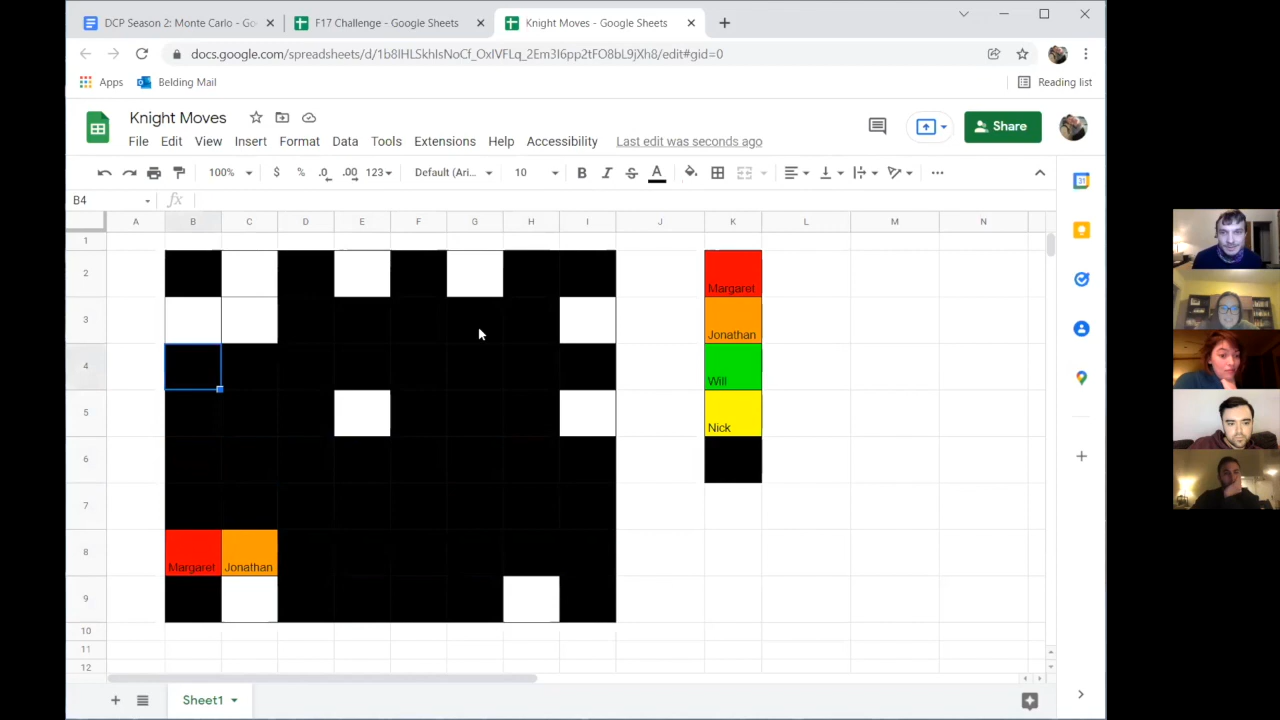 DCP Season 2: Monte Carlo - Go
F17 Challenge - Google Sheets
Knight Moves - Google Sheets
docs.google.com/spreadsheets/d/1b8IHLSkhIsNoCf_OxIVFLq_2Em3I6pp2tFO8bL9jXh8/edit#gid=0
Apps
Belding Mail
Reading list
Knight Moves
Share
File Edit View Insert Format Data Tools Extensions Help Accessibility Last edit was seconds ago
100% $ % .0 .00 123 Default (Ari... 10 B I S A
B4 fx
A B C D E F G H I J K L M N
1
2
Margaret
3
Jonathan
4
Will
5
Nick
6
7
8
Margaret Jonathan
9
10
11
12
Sheet1